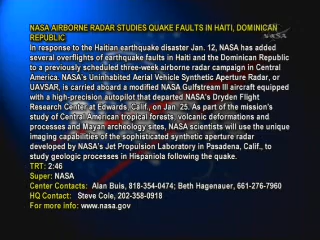 NASA AIRBORNE RADAR STUDIES QUAKE FAULTS IN HAITI, DOMINICAN
REPUBLIC
In response to the Haitian earthquake disaster Jan. 12, NASA has added
several overflights of earthquake faults in Haiti and the Dominican Republic
to a previously scheduled three-week airborne radar campaign in Central
America. NASA's Uninhabited Aerial Vehicle Synthetic Aperture Radar, or
UAVSAR, is carried aboard a modified NASA Gulfstream III aircraft equipped
with a high-precision autopilot that departed NASA's Dryden Flight
Research Center at Edwards, Calif., on Jan. 25. As part of the mission's
study of Central American tropical forests, volcanic deformations and
processes and Mayan archeology sites, NASA scientists will use the unique
imaging capabilities of the sophisticated synthetic aperture radar
developed by NASA's Jet Propulsion Laboratory in Pasadena, Calif., to
study geologic processes in Hispaniola following the quake.
TRT: 2:46
Super: NASA
Center Contacts: Alan Buis, 818-354-0474; Beth Hagenauer, 661-276-7960
HQ Contact: Steve Cole, 202-358-0918
For more info: www.nasa.gov
NASA